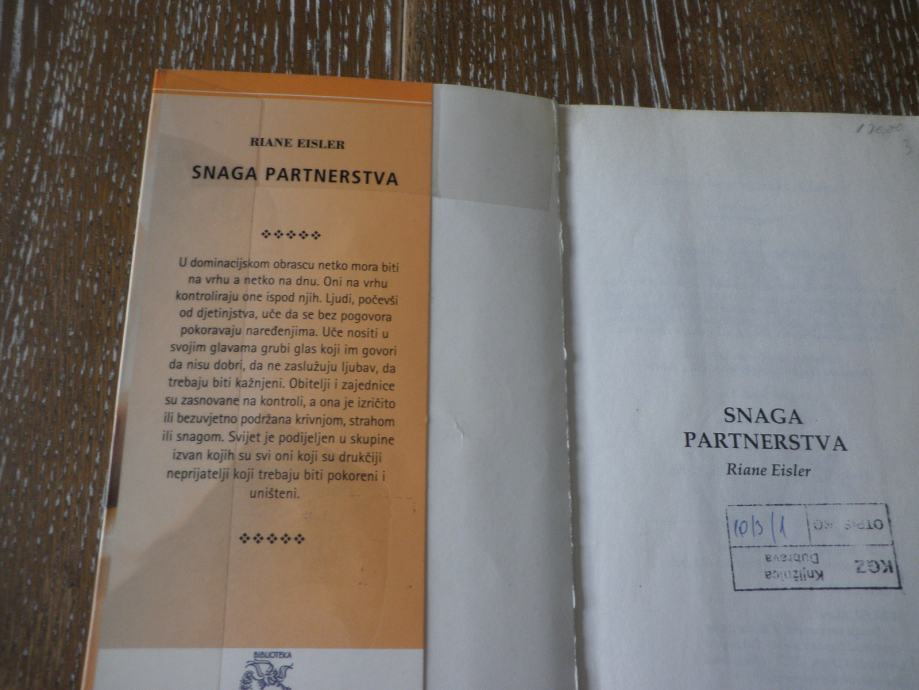 RIANE EISLER
SNAGA PARTNERSTVA
U dominacijskom obrascu netko mora biti
na vrhu a netko na dnu. Oni na vrhu
kontroliraju one ispod njih. Ljudi, počevši
od djetinjstva, uče da se bez pogovora
pokoravaju naređenjima. Uče nositi u
svojim glavama grubi glas koji im govori
da nisu dobri, da ne zaslužuju ljubav, da
trebaju biti kažnjeni. Obitelji i zajednice
su zasnovane na kontroli, a ona je izričito
ili bezuvjetno podržana krivnjom, strahom
ili snagom. Svijet je podijeljen u skupine
izvan kojih su svi oni koji su drukčiji
neprijatelji koji trebaju biti pokoreni i
uništeni.
BIBLIOTEKA
SNAGA
PARTNERSTVA
Riane Eisler
KGZ
Knjižnica
Dubrava